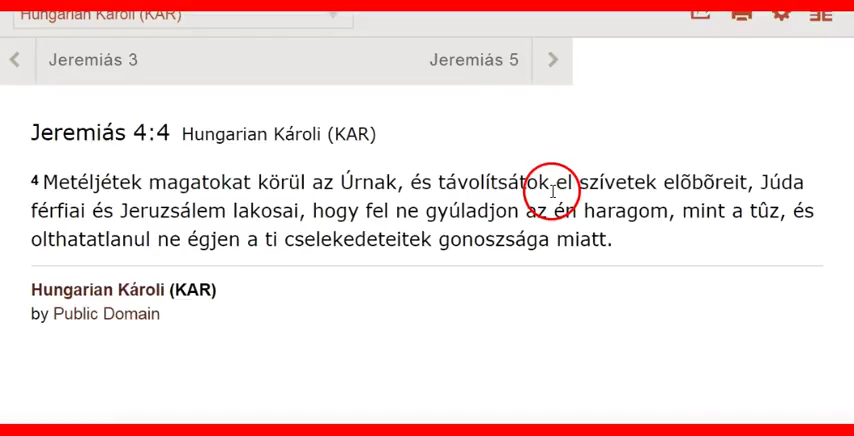 Hungarian Károli (KAR)
Jeremiás 3
Jeremiás 5
Jeremiás 4:4 Hungarian Károli (KAR)
4 Metéljétek magatokat körül az Úrnak, és távolítsátok el szívetek elõbõreit, Júda
férfiai és Jeruzsálem lakosai, hogy fel ne gyúladjon az én haragom, mint a tûz, és
olthatatlanul ne égjen a ti cselekedeteitek gonoszsága miatt.
Hungarian Károli (KAR)
by Public Domain